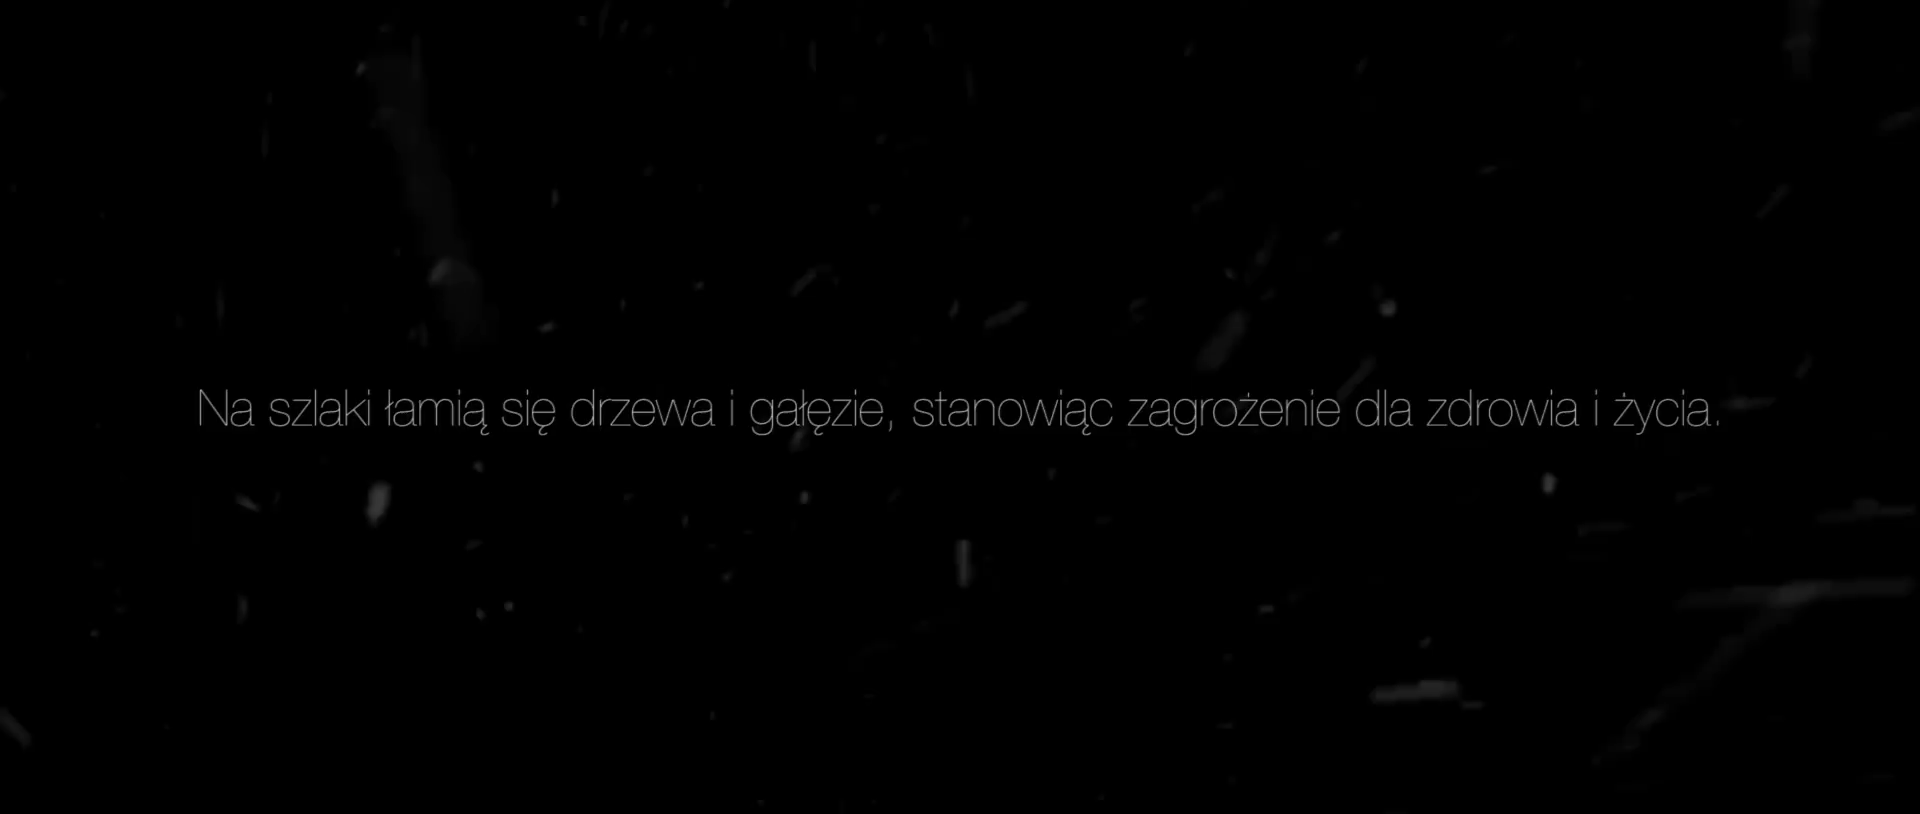 Na szlaki łamią się drzewa i gałęzie, stanowiąc zagrożenie dla zdrowia i życia.